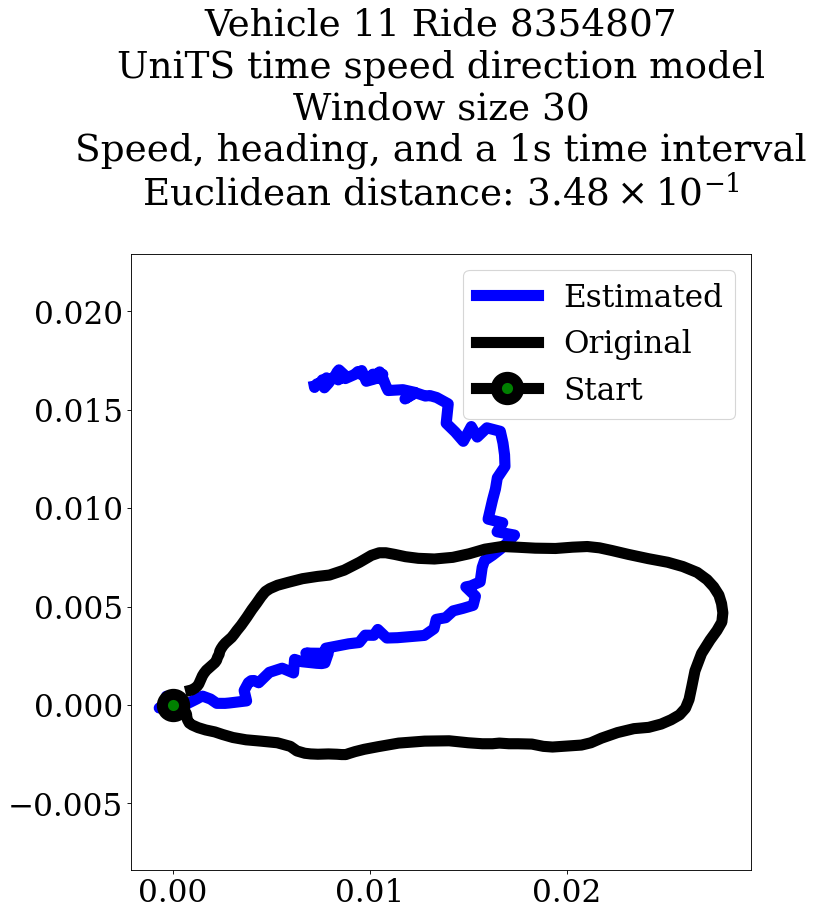 Vehicle 11 Ride 8354807
UniTS time speed direction model
Window size 30
Speed, heading, and a 1s time interval
Euclidean distance: 3.48 × 10⁻¹
Estimated
Original
Start
0.020
0.015
0.010
0.005
0.000
−0.005
0.00 0.01 0.02